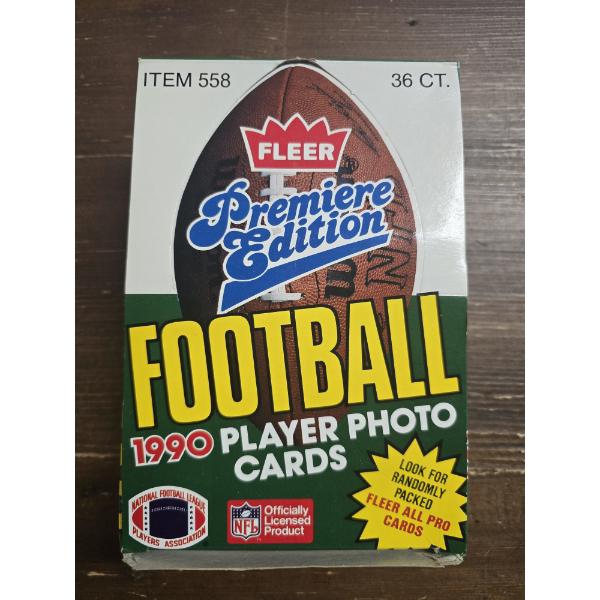 ITEM 558
36 CT.
FLEER
Premiere
Edition
FOOTBALL
1990 PLAYER PHOTO
CARDS
LOOK FOR
RANDOMLY
PACKED
FLEER ALL PRO
CARDS
NATIONAL FOOTBALL LEAGUE
PLAYERS ASSOCIATION
NFL
Officially
Licensed
Product